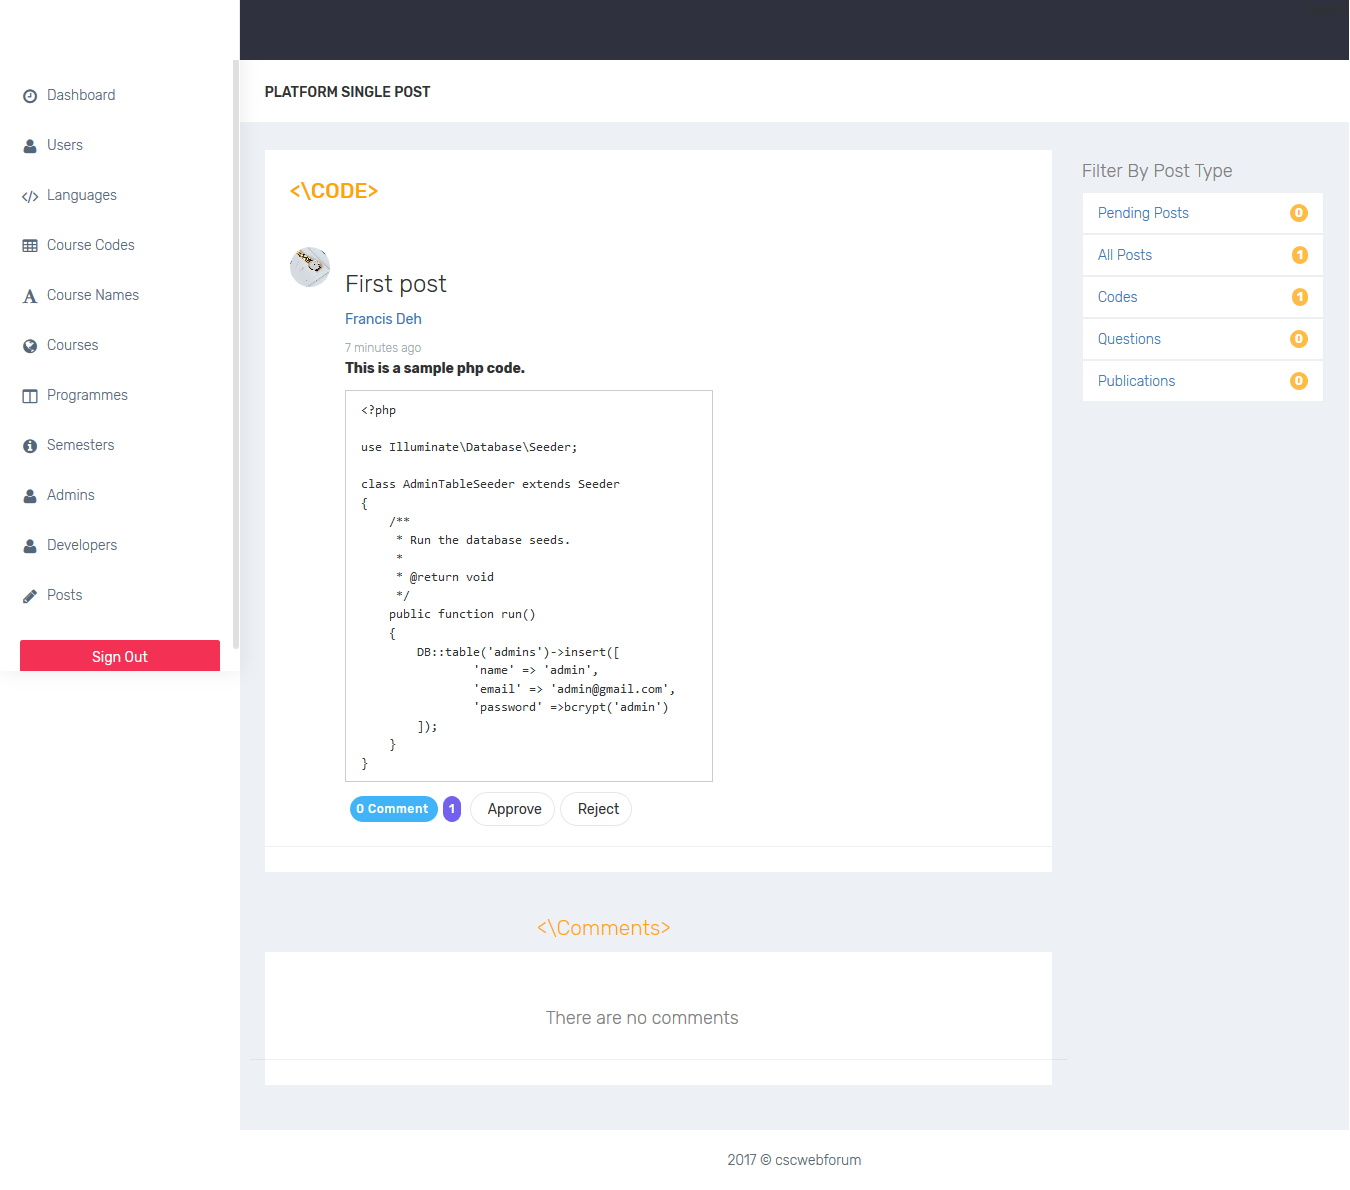 Dashboard
Users
Languages
Course Codes
Course Names
Courses
Programmes
Semesters
Admins
Developers
Posts
Sign Out
PLATFORM SINGLE POST
<\CODE>
First post
Francis Deh
7 minutes ago
This is a sample php code.
<?php
use Illuminate\Database\Seeder;
class AdminTableSeeder extends Seeder
{
    /**
     * Run the database seeds.
     *
     * @return void
     */
    public function run()
    {
        DB::table('admins')->insert([
                'name' => 'admin',
                'email' => 'admin@gmail.com',
                'password' =>bcrypt('admin')
        ]);
    }
}
0 Comment 1 Approve Reject
<\Comments>
There are no comments
Filter By Post Type
Pending Posts 0
All Posts 1
Codes 1
Questions 0
Publications 0
2017 © cscwebforum